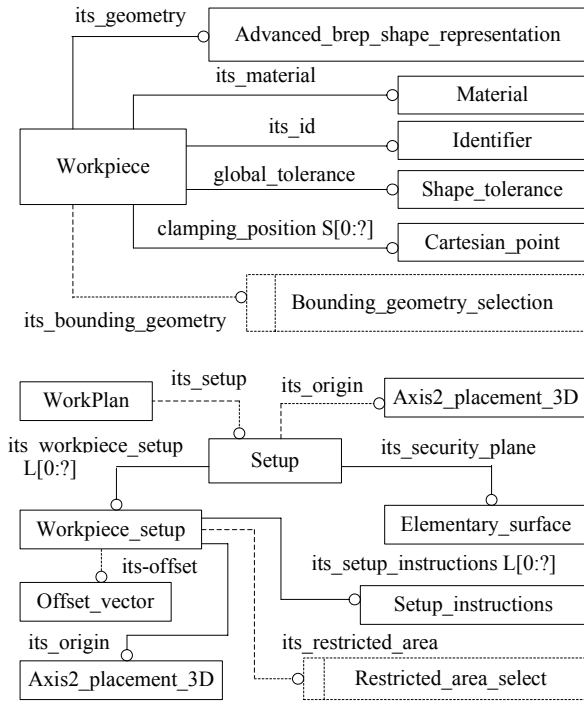 its_geometry
Advanced_brep_shape_representation
its_material
Material
its_id
Identifier
Workpiece
global_tolerance
Shape_tolerance
clamping_position S[0:?]
Cartesian_point
Bounding_geometry_selection
its_bounding_geometry
its_setup
its_origin
WorkPlan
Axis2_placement_3D
its_workpiece_setup
L[0:?]
Setup
its_security_plane
Workpiece_setup
Elementary_surface
its-offset
its_setup_instructions L[0:?]
Offset_vector
Setup_instructions
its_origin
its_restricted_area
Axis2_placement_3D
Restricted_area_select